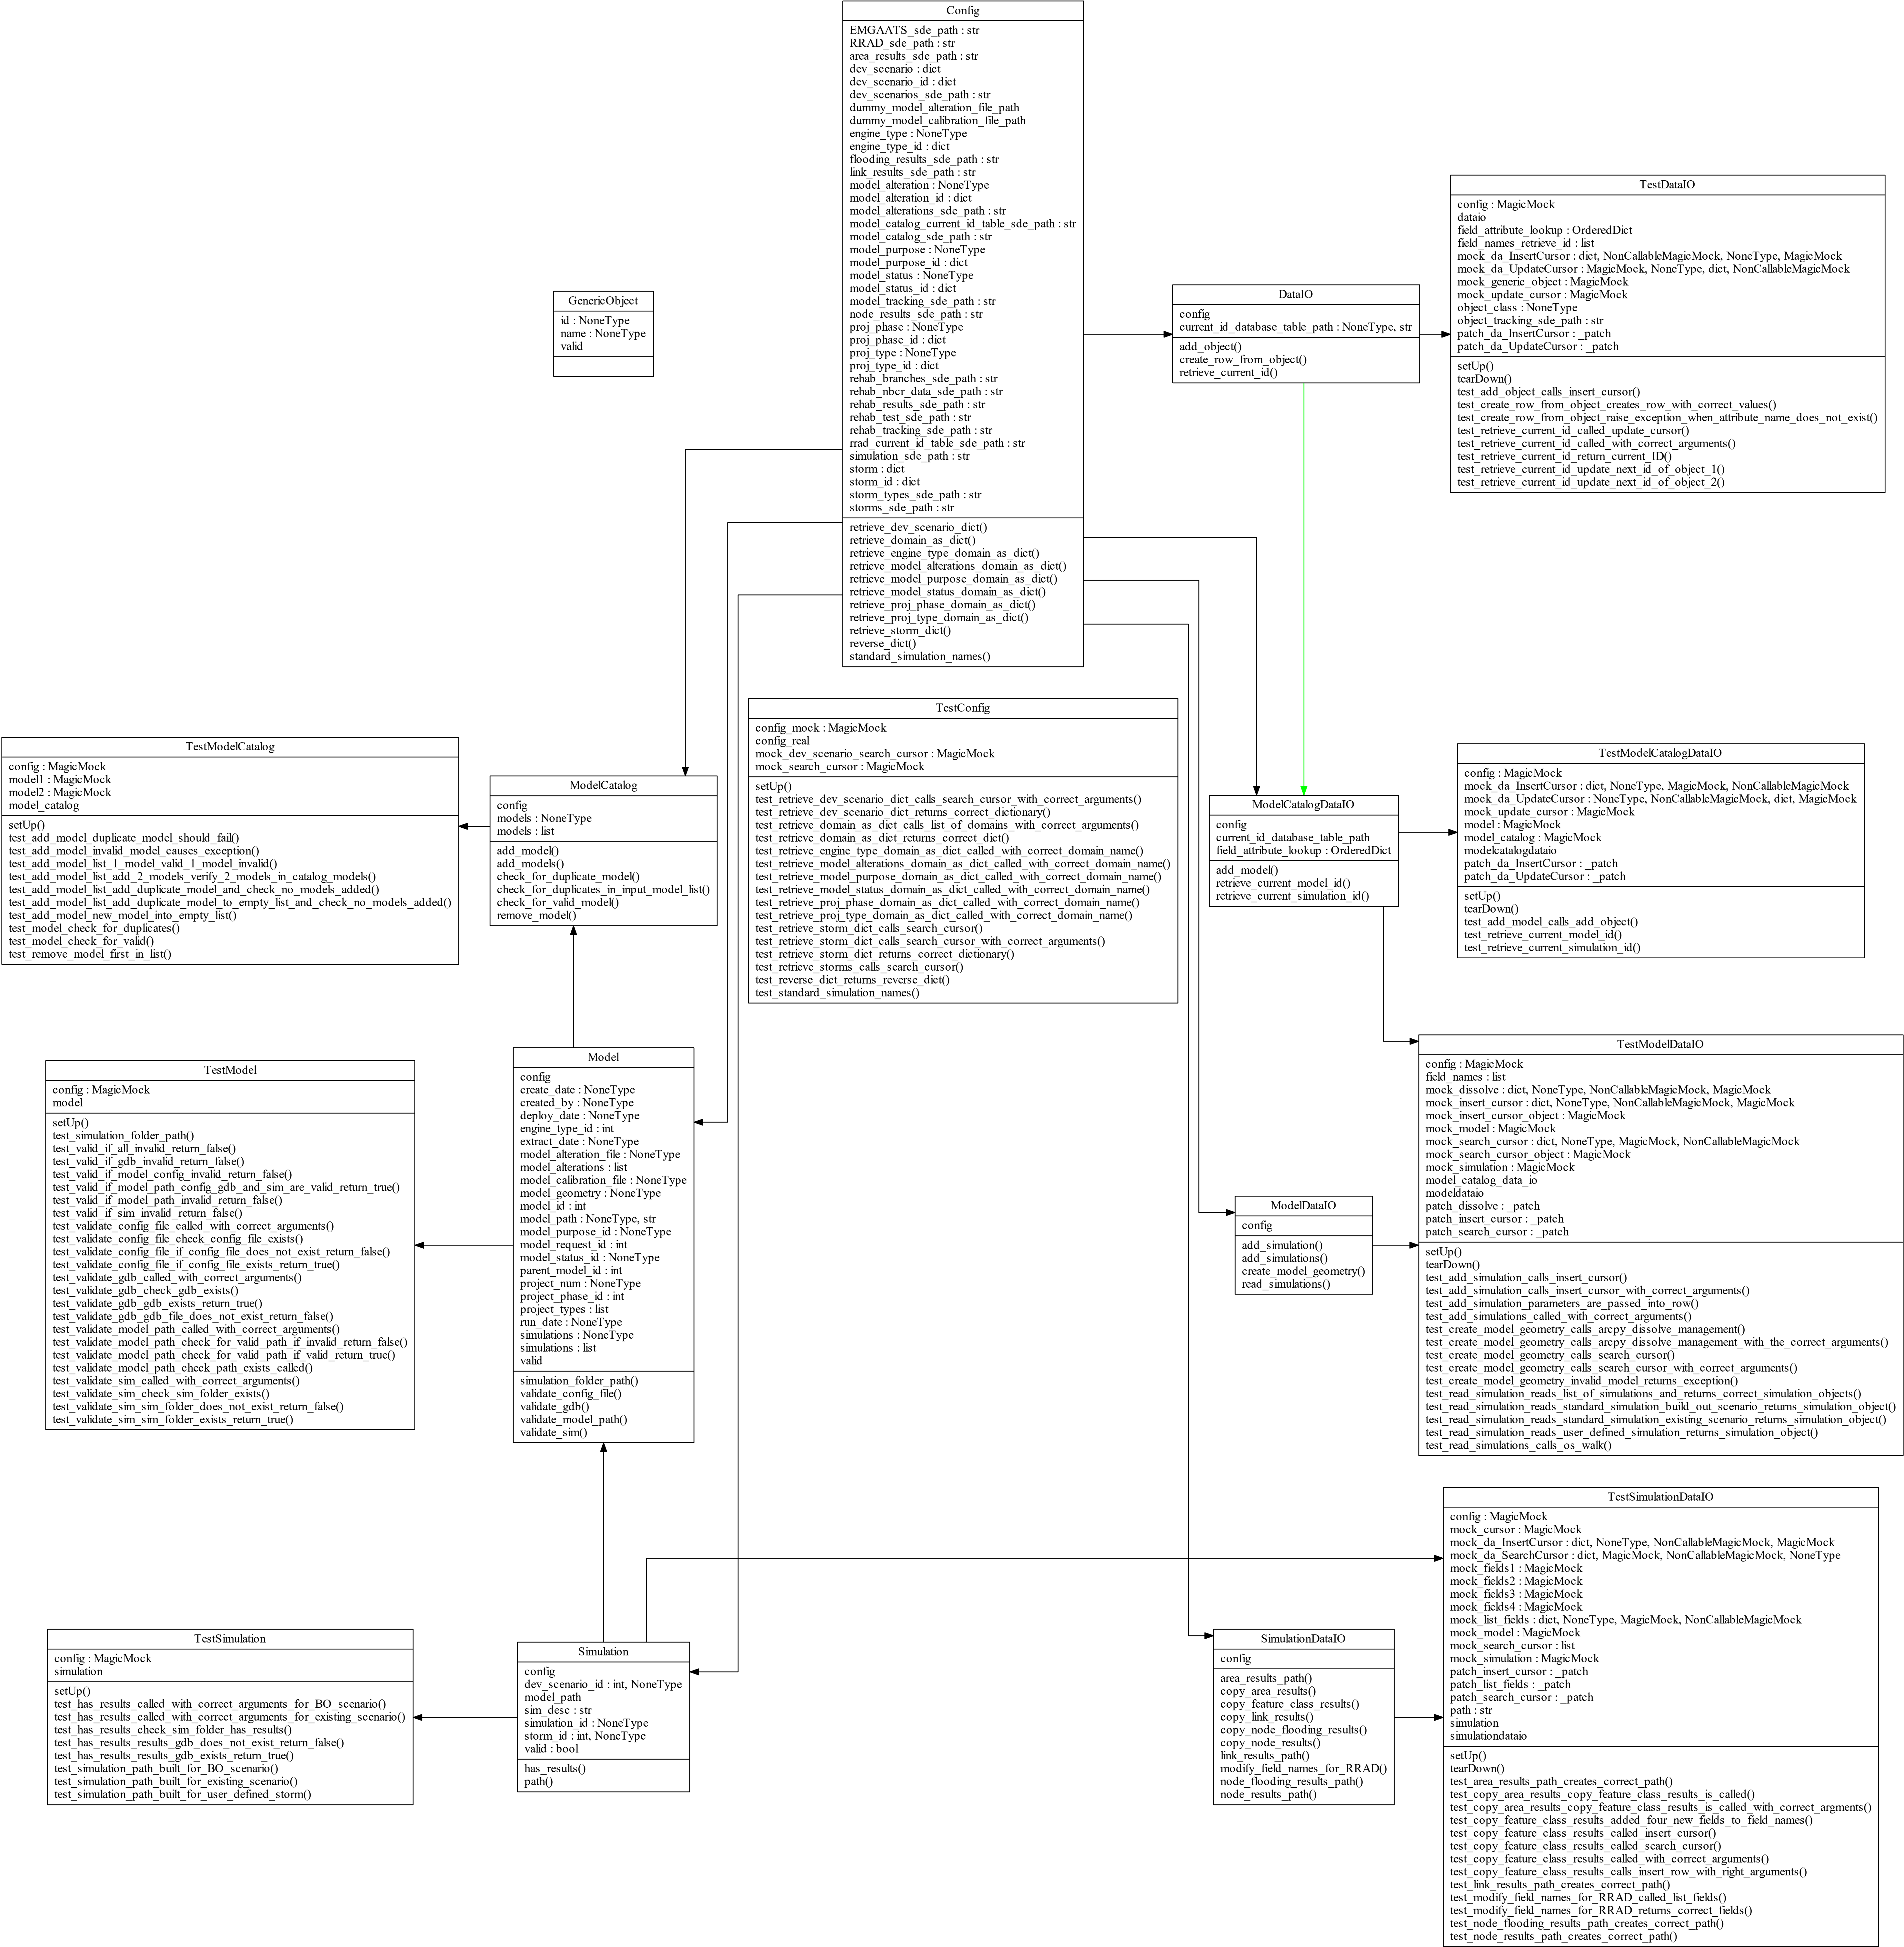 Config
EMGAATS_sde_path : str
RRAD_sde_path : str
area_results_sde_path : str
dev_scenario : dict
dev_scenario_id : dict
dev_scenarios_sde_path : str
dummy_model_alteration_file_path
dummy_model_calibration_file_path
engine_type : NoneType
engine_type_id : dict
flooding_results_sde_path : str
link_results_sde_path : str
model_alteration : NoneType
model_alteration_id : dict
model_alterations_sde_path : str
model_catalog_current_id_table_sde_path : str
model_catalog_sde_path : str
model_purpose : NoneType
model_purpose_id : dict
model_status : NoneType
model_status_id : dict
model_tracking_sde_path : str
node_results_sde_path : str
proj_phase : NoneType
proj_phase_id : dict
proj_type : NoneType
proj_type_id : dict
rehab_branches_sde_path : str
rehab_nbcr_data_sde_path : str
rehab_results_sde_path : str
rehab_test_sde_path : str
rehab_tracking_sde_path : str
rrad_current_id_table_sde_path : str
simulation_sde_path : str
storm : dict
storm_id : dict
storm_types_sde_path : str
storms_sde_path : str
retrieve_dev_scenario_dict()
retrieve_domain_as_dict()
retrieve_engine_type_domain_as_dict()
retrieve_model_alterations_domain_as_dict()
retrieve_model_purpose_domain_as_dict()
retrieve_model_status_domain_as_dict()
retrieve_proj_phase_domain_as_dict()
retrieve_proj_type_domain_as_dict()
retrieve_storm_dict()
reverse_dict()
standard_simulation_names()
GenericObject
id : NoneType
name : NoneType
valid
DataIO
config
current_id_database_table_path : NoneType, str
add_object()
create_row_from_object()
retrieve_current_id()
TestDataIO
config : MagicMock
dataio
field_attribute_lookup : OrderedDict
field_names_retrieve_id : list
mock_da_InsertCursor : dict, NonCallableMagicMock, NoneType, MagicMock
mock_da_UpdateCursor : MagicMock, NoneType, dict, NonCallableMagicMock
mock_generic_object : MagicMock
mock_update_cursor : MagicMock
object_class : NoneType
object_tracking_sde_path : str
patch_da_InsertCursor : _patch
patch_da_UpdateCursor : _patch
setUp()
tearDown()
test_add_object_calls_insert_cursor()
test_create_row_from_object_creates_row_with_correct_values()
test_create_row_from_object_raise_exception_when_attribute_name_does_not_exist()
test_retrieve_current_id_called_update_cursor()
test_retrieve_current_id_called_with_correct_arguments()
test_retrieve_current_id_return_current_ID()
test_retrieve_current_id_update_next_id_of_object_1()
test_retrieve_current_id_update_next_id_of_object_2()
TestConfig
config_mock : MagicMock
config_real
mock_dev_scenario_search_cursor : MagicMock
mock_search_cursor : MagicMock
setUp()
test_retrieve_dev_scenario_dict_calls_search_cursor_with_correct_arguments()
test_retrieve_dev_scenario_dict_returns_correct_dictionary()
test_retrieve_domain_as_dict_calls_list_of_domains_with_correct_arguments()
test_retrieve_domain_as_dict_returns_correct_dict()
test_retrieve_engine_type_domain_as_dict_called_with_correct_domain_name()
test_retrieve_model_alterations_domain_as_dict_called_with_correct_domain_name()
test_retrieve_model_purpose_domain_as_dict_called_with_correct_domain_name()
test_retrieve_model_status_domain_as_dict_called_with_correct_domain_name()
test_retrieve_proj_phase_domain_as_dict_called_with_correct_domain_name()
test_retrieve_proj_type_domain_as_dict_called_with_correct_domain_name()
test_retrieve_storm_dict_calls_search_cursor()
test_retrieve_storm_dict_calls_search_cursor_with_correct_arguments()
test_retrieve_storm_dict_returns_correct_dictionary()
test_retrieve_storms_calls_search_cursor()
test_reverse_dict_returns_reverse_dict()
test_standard_simulation_names()
TestModelCatalog
config : MagicMock
model1 : MagicMock
model2 : MagicMock
model_catalog
setUp()
test_add_model_duplicate_model_should_fail()
test_add_model_invalid_model_causes_exception()
test_add_model_list_1_model_valid_1_model_invalid()
test_add_model_list_add_2_models_verify_2_models_in_catalog_models()
test_add_model_list_add_duplicate_model_and_check_no_models_added()
test_add_model_list_add_duplicate_model_to_empty_list_and_check_no_models_added()
test_add_model_new_model_into_empty_list()
test_model_check_for_duplicates()
test_model_check_for_valid()
test_remove_model_first_in_list()
ModelCatalog
config
models : NoneType
models : list
add_model()
add_models()
check_for_duplicate_model()
check_for_duplicates_in_input_model_list()
check_for_valid_model()
remove_model()
ModelCatalogDataIO
config
current_id_database_table_path
field_attribute_lookup : OrderedDict
add_model()
retrieve_current_model_id()
retrieve_current_simulation_id()
TestModelCatalogDataIO
config : MagicMock
mock_da_InsertCursor : dict, NoneType, MagicMock, NonCallableMagicMock
mock_da_UpdateCursor : NoneType, NonCallableMagicMock, dict, MagicMock
mock_update_cursor : MagicMock
model : MagicMock
model_catalog : MagicMock
modelcatalogdataio
patch_da_InsertCursor : _patch
patch_da_UpdateCursor : _patch
setUp()
tearDown()
test_add_model_calls_add_object()
test_retrieve_current_model_id()
test_retrieve_current_simulation_id()
TestModel
config : MagicMock
model
setUp()
test_simulation_folder_path()
test_valid_if_all_invalid_return_false()
test_valid_if_gdb_invalid_return_false()
test_valid_if_model_config_invalid_return_false()
test_valid_if_model_path_config_gdb_and_sim_are_valid_return_true()
test_valid_if_model_path_invalid_return_false()
test_valid_if_sim_invalid_return_false()
test_validate_config_file_called_with_correct_arguments()
test_validate_config_file_check_config_file_exists()
test_validate_config_file_if_config_file_does_not_exist_return_false()
test_validate_config_file_if_config_file_exists_return_true()
test_validate_gdb_called_with_correct_arguments()
test_validate_gdb_check_gdb_exists()
test_validate_gdb_gdb_exists_return_true()
test_validate_gdb_gdb_file_does_not_exist_return_false()
test_validate_model_path_called_with_correct_arguments()
test_validate_model_path_check_for_valid_path_if_invalid_return_false()
test_validate_model_path_check_for_valid_path_if_valid_return_true()
test_validate_model_path_check_path_exists_called()
test_validate_sim_called_with_correct_arguments()
test_validate_sim_check_sim_folder_exists()
test_validate_sim_sim_folder_does_not_exist_return_false()
test_validate_sim_sim_folder_exists_return_true()
Model
config
create_date : NoneType
created_by : NoneType
deploy_date : NoneType
engine_type_id : int
extract_date : NoneType
model_alteration_file : NoneType
model_alterations : list
model_calibration_file : NoneType
model_geometry : NoneType
model_id : int
model_path : NoneType, str
model_purpose_id : NoneType
model_request_id : int
model_status_id : NoneType
parent_model_id : int
project_num : NoneType
project_phase_id : int
project_types : list
run_date : NoneType
simulations : NoneType
simulations : list
valid
simulation_folder_path()
validate_config_file()
validate_gdb()
validate_model_path()
validate_sim()
ModelDataIO
config
add_simulation()
add_simulations()
create_model_geometry()
read_simulations()
TestModelDataIO
config : MagicMock
field_names : list
mock_dissolve : dict, NoneType, NonCallableMagicMock, MagicMock
mock_insert_cursor : dict, NoneType, NonCallableMagicMock, MagicMock
mock_insert_cursor_object : MagicMock
mock_model : MagicMock
mock_search_cursor : dict, NoneType, MagicMock, NonCallableMagicMock
mock_search_cursor_object : MagicMock
mock_simulation : MagicMock
model_catalog_data_io
modeldataio
patch_dissolve : _patch
patch_insert_cursor : _patch
patch_search_cursor : _patch
setUp()
tearDown()
test_add_simulation_calls_insert_cursor()
test_add_simulation_calls_insert_cursor_with_correct_arguments()
test_add_simulation_parameters_are_passed_into_row()
test_add_simulations_called_with_correct_arguments()
test_create_model_geometry_calls_arcpy_dissolve_management()
test_create_model_geometry_calls_arcpy_dissolve_management_with_the_correct_arguments()
test_create_model_geometry_calls_search_cursor()
test_create_model_geometry_calls_search_cursor_with_correct_arguments()
test_create_model_geometry_invalid_model_returns_exception()
test_read_simulation_reads_list_of_simulations_and_returns_correct_simulation_objects()
test_read_simulation_reads_standard_simulation_build_out_scenario_returns_simulation_object()
test_read_simulation_reads_standard_simulation_existing_scenario_returns_simulation_object()
test_read_simulation_reads_user_defined_simulation_returns_simulation_object()
test_read_simulations_calls_os_walk()
TestSimulation
config : MagicMock
simulation
setUp()
test_has_results_called_with_correct_arguments_for_BO_scenario()
test_has_results_called_with_correct_arguments_for_existing_scenario()
test_has_results_check_sim_folder_has_results()
test_has_results_results_gdb_does_not_exist_return_false()
test_has_results_results_gdb_exists_return_true()
test_simulation_path_built_for_BO_scenario()
test_simulation_path_built_for_existing_scenario()
test_simulation_path_built_for_user_defined_storm()
Simulation
config
dev_scenario_id : int, NoneType
model_path
sim_desc : str
simulation_id : NoneType
storm_id : int, NoneType
valid : bool
has_results()
path()
SimulationDataIO
config
area_results_path()
copy_area_results()
copy_feature_class_results()
copy_link_results()
copy_node_flooding_results()
copy_node_results()
link_results_path()
modify_field_names_for_RRAD()
node_flooding_results_path()
node_results_path()
TestSimulationDataIO
config : MagicMock
mock_cursor : MagicMock
mock_da_InsertCursor : dict, NoneType, NonCallableMagicMock, MagicMock
mock_da_SearchCursor : dict, MagicMock, NonCallableMagicMock, NoneType
mock_fields1 : MagicMock
mock_fields2 : MagicMock
mock_fields3 : MagicMock
mock_fields4 : MagicMock
mock_list_fields : dict, NoneType, MagicMock, NonCallableMagicMock
mock_model : MagicMock
mock_search_cursor : list
mock_simulation : MagicMock
patch_insert_cursor : _patch
patch_list_fields : _patch
patch_search_cursor : _patch
path : str
simulation
simulationdataio
setUp()
tearDown()
test_area_results_path_creates_correct_path()
test_copy_area_results_copy_feature_class_results_is_called()
test_copy_area_results_copy_feature_class_results_is_called_with_correct_argments()
test_copy_feature_class_results_added_four_new_fields_to_field_names()
test_copy_feature_class_results_called_insert_cursor()
test_copy_feature_class_results_called_search_cursor()
test_copy_feature_class_results_called_with_correct_arguments()
test_copy_feature_class_results_calls_insert_row_with_right_arguments()
test_link_results_path_creates_correct_path()
test_modify_field_names_for_RRAD_called_list_fields()
test_modify_field_names_for_RRAD_returns_correct_fields()
test_node_flooding_results_path_creates_correct_path()
test_node_results_path_creates_correct_path()